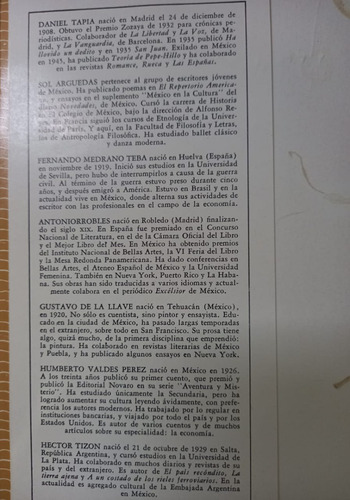 DANIEL TAPIA nació en Madrid el 24 de diciembre de
1908. Obtuvo el Premio Zozaya de 1932 para crónicas pe-
riodísticas. Colaborador de La Libertad y La Voz, de Ma-
drid, y La Vanguardia, de Barcelona. En 1935 publicó Ha
llovido un dedito y en 1935 San Juan. Exilado en México
en 1945, ha publicado Teoría de Pepe-Hillo y ha colaborado
en las revistas Romance, Rueca y Las Españas.
SOL ARGUEDAS pertenece al grupo de escritores jóvenes
de México. Ha publicado poemas en El Repertorio America-
no, y ensayos en el suplemento "México en la Cultura" del
diario Novedades, de México. Cursó la carrera de Historia
en El Colegio de México, bajo la dirección de Alfonso Re-
yes. En Francia siguió los cursos de Etnología de la Univer-
sidad de París. Y aquí, en la Facultad de Filosofía y Letras,
los de Antropología Filosófica. Ha estudiado ballet clásico
y danza moderna.
FERNANDO MEDRANO TEBA nació en Huelva (España)
en noviembre de 1919. Inició sus estudios en la Universidad
de Sevilla, pero hubo de interrumpirlos a causa de la guerra
civil. Al término de la guerra estuvo preso durante cinco
años, y después emigró a América. Estuvo en Brasil y en la
actualidad vive en México, donde alterna sus actividades de
escritor con las profesionales en el campo de la economía.
ANTONIORROBLES nació en Robledo (Madrid) finalizan-
do el siglo XIX. En España fue premiado en el Concurso
Nacional de Literatura, en el de la Cámara Oficial del Libro
y el Mejor Libro del Mes. En México ha obtenido premios
del Instituto Nacional de Bellas Artes, la VI Feria del Libro
y la Mesa Redonda Panamericana. Ha dado conferencias en
Bellas Artes, el Ateneo Español de México y la Universidad
Femenina. También en Nueva York, Puerto Rico y La Haba-
na. Sus obras han sido traducidas a varios idiomas y actual-
mente colabora en el periódico Excélsior de México.
GUSTAVO DE LA LLAVE nació en Tehuacán (México),
en 1920. No sólo es cuentista, sino pintor y ensayista. Edu-
cado en la ciudad de México, ha pasado largas temporadas
en el extranjero, sobre todo en San Francisco. Su prosa tiene
algo, quizá mucho, de la primera disciplina que emprendió:
la pintura. Ha colaborado en revistas literarias de México
y Puebla, y ha publicado algunos ensayos en Nueva York.
HUMBERTO VALDES PEREZ nació en México en 1926.
A los treinta años publicó su primer cuento, que premió y
publicó la Editorial Novaro en su serie "Aventura y Mis-
terio". Ha estudiado únicamente la Secundaria, pero ha
logrado aumentar su cultura leyendo ávidamente, con pre-
ferencia los autores modernos. Ha trabajado por lo regular en
instituciones bancarias, y viajado por todo el país y por los
Estados Unidos. Es autor de varios cuentos y de muchos
artículos sobre su especialidad: la economía.
HECTOR TIZON nació el 21 de octubre de 1929 en Salta,
República Argentina, y cursó estudios en la Universidad de
La Plata. Ha colaborado en muchos diarios y revistas de su
país y del extranjero. Es autor de El país recóndito, La
tierra ajena y A un costado de los rieles ferroviarios. En la
actualidad es agregado cultural de la Embajada Argentina
en México.